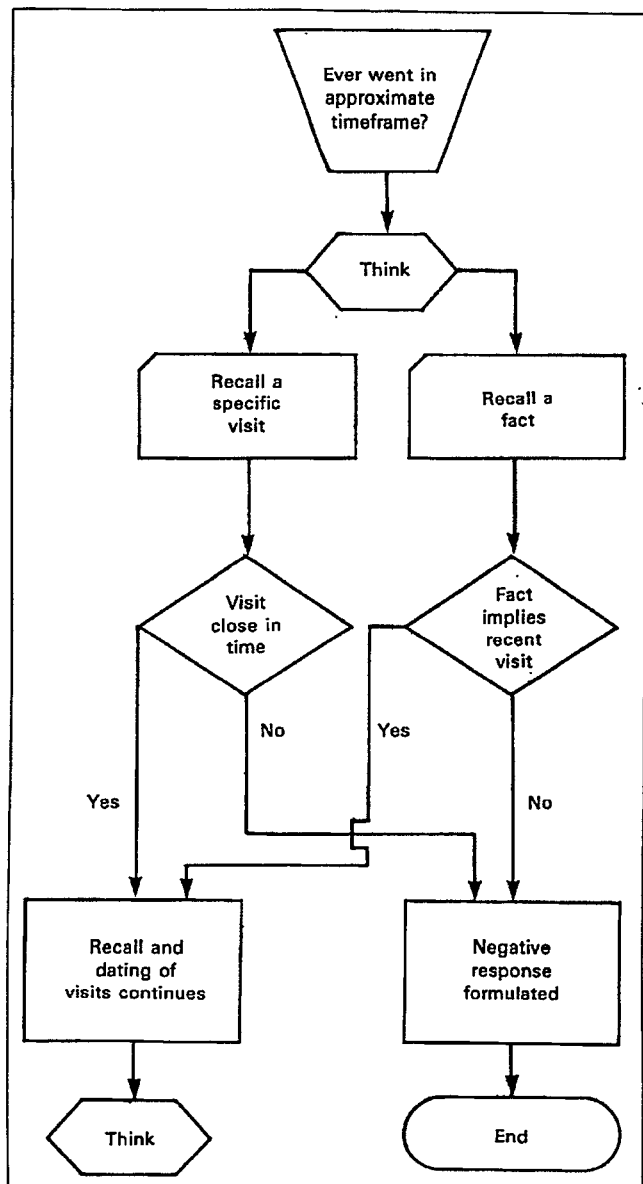 Ever went in
approximate
timeframe?
Think
Recall a
specific
visit
Recall a
fact
Visit
close in
time
Fact
implies
recent
visit
No
Yes
Yes
No
Recall and
dating of
visits continues
Negative
response
formulated
Think
End